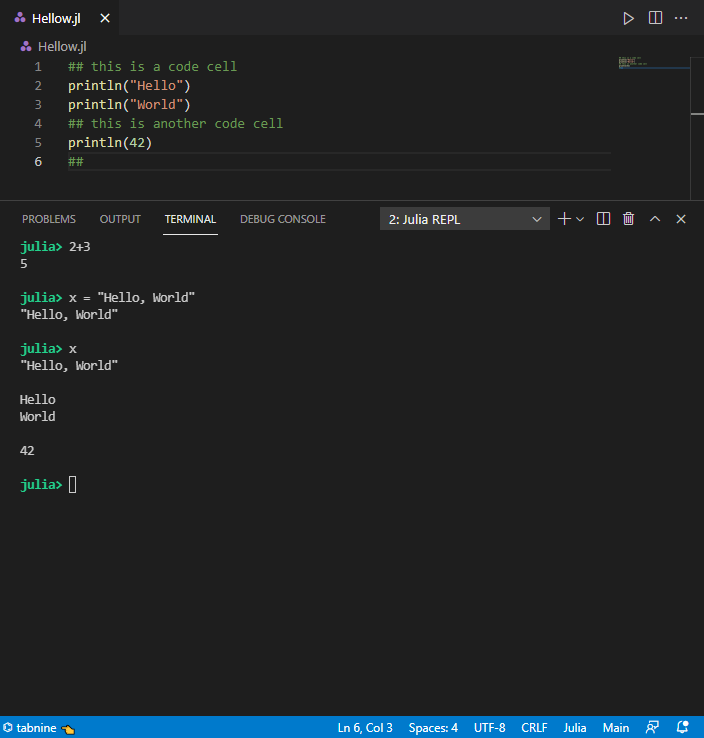 Hellow.jl
Hellow.jl
1 ## this is a code cell
2 println("Hello")
3 println("World")
4 ## this is another code cell
5 println(42)
6 ##
PROBLEMS OUTPUT TERMINAL DEBUG CONSOLE 2: Julia REPL
julia> 2+3
5
julia> x = "Hello, World"
"Hello, World"
julia> x
"Hello, World"
Hello
World
42
julia>
tabnine Ln 6, Col 3 Spaces: 4 UTF-8 CRLF Julia Main